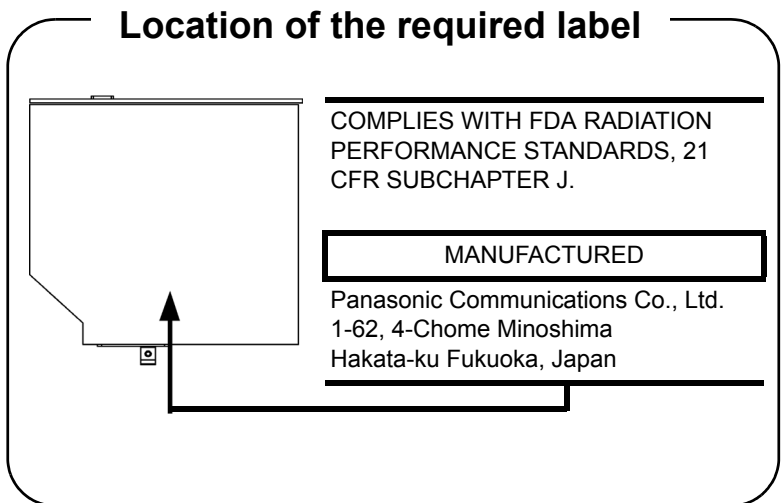 Location of the required label
COMPLIES WITH FDA RADIATION
PERFORMANCE STANDARDS, 21
CFR SUBCHAPTER J.
MANUFACTURED
Panasonic Communications Co., Ltd.
1-62, 4-Chome Minoshima
Hakata-ku Fukuoka, Japan